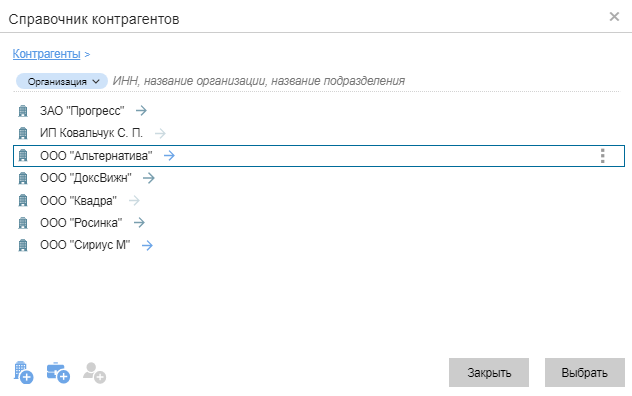 Справочник контрагентов
Контрагенты >
Организация ИНН, название организации, название подразделения
ЗАО "Прогресс"
ИП Ковальчук С. П.
ООО "Альтернатива"
ООО "ДоксВижн"
ООО "Квадра"
ООО "Росинка"
ООО "Сириус М"
Закрыть Выбрать